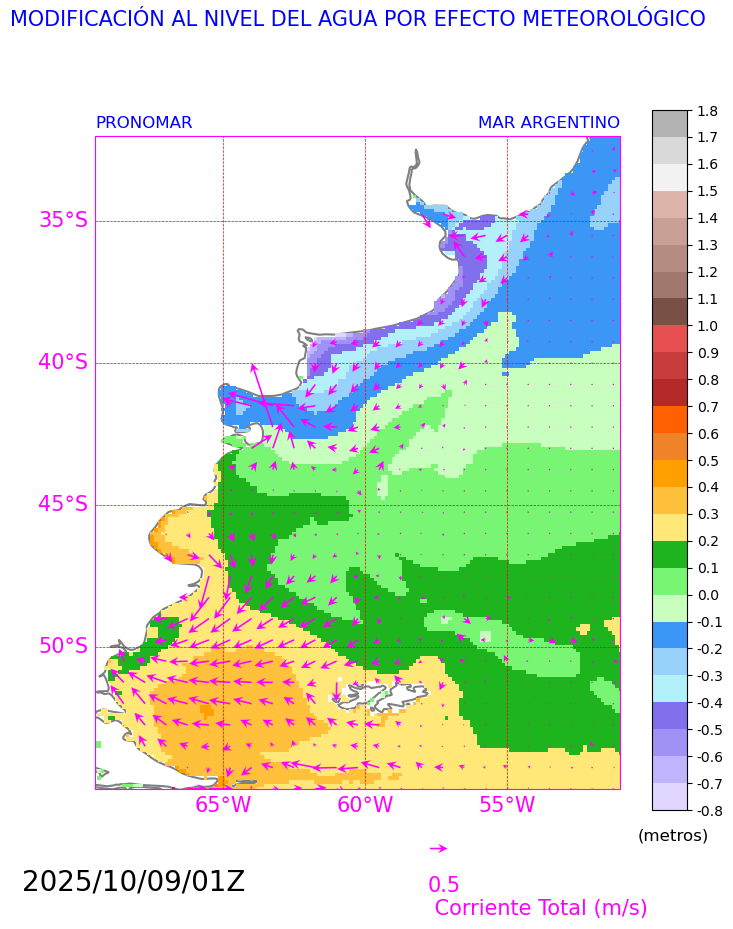 MODIFICACIÓN AL NIVEL DEL AGUA POR EFECTO METEOROLÓGICO
PRONOMAR
MAR ARGENTINO
35°S
40°S
45°S
50°S
65°W
60°W
55°W
1.8
1.7
1.6
1.5
1.4
1.3
1.2
1.1
1.0
0.9
0.8
0.7
0.6
0.5
0.4
0.3
0.2
0.1
0.0
-0.1
-0.2
-0.3
-0.4
-0.5
-0.6
-0.7
-0.8
(metros)
2025/10/09/01Z
0.5
Corriente Total (m/s)